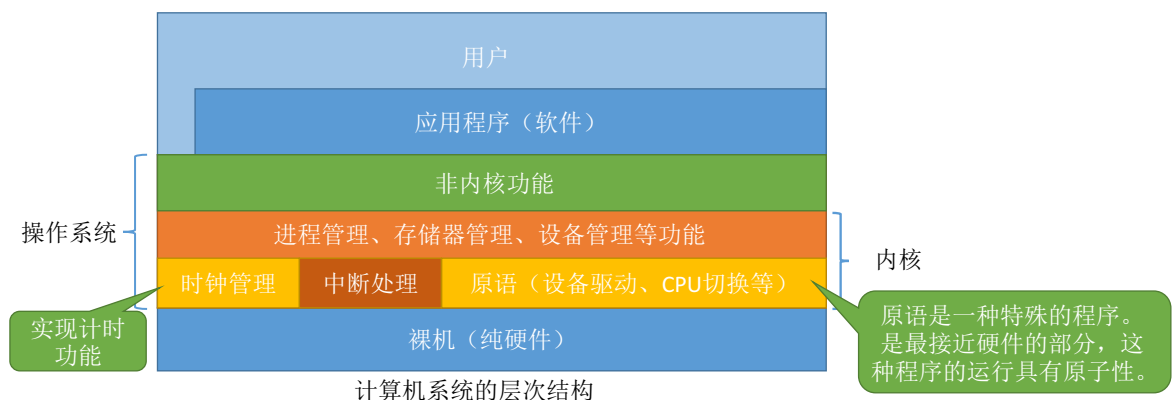 用户
应用程序（软件）
非内核功能
操作系统
进程管理、存储器管理、设备管理等功能
内核
时钟管理
中断处理
原语（设备驱动、CPU切换等）
实现计时
功能
裸机（纯硬件）
原语是一种特殊的程序。
是最接近硬件的部分，这
种程序的运行具有原子性。
计算机系统的层次结构